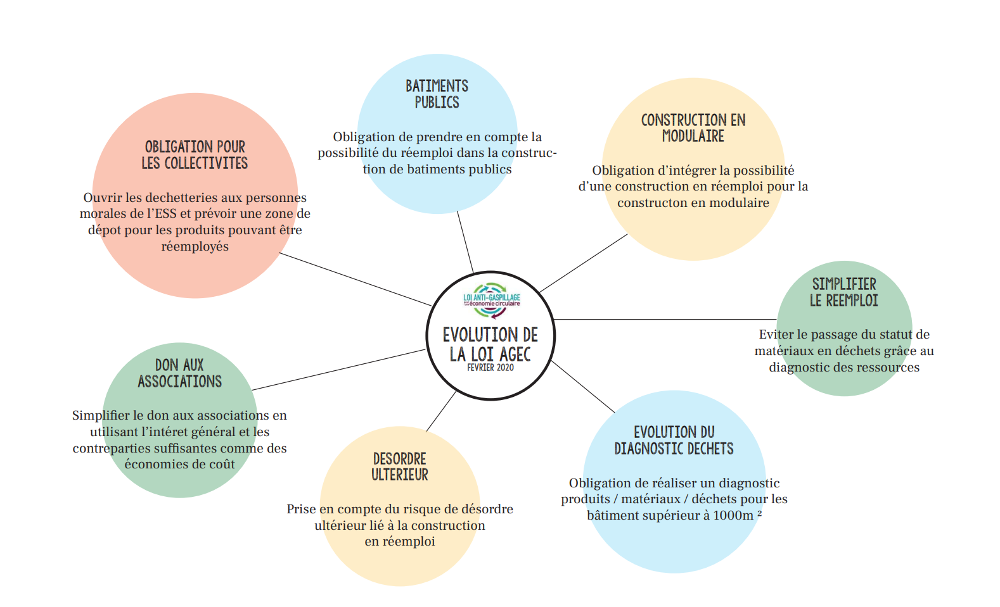 BATIMENTS
PUBLICS
Obligation de prendre en compte la
possibilité du réemploi dans la construc-
tion de batiments publics
CONSTRUCTION EN
MODULAIRE
Obligation d’intégrer la possibilité
d’une construction en réemploi pour la
constructon en modulaire
OBLIGATION POUR
LES COLLECTIVITES
Ouvrir les dechetteries aux personnes
morales de l’ESS et prévoir une zone de
dépot pour les produits pouvant être
réemployés
SIMPLIFIER
LE REEMPLOI
Eviter le passage du statut de
matériaux en déchets grâce au
diagnostic des ressources
LOI ANTI-GASPILLAGE
économie circulaire
EVOLUTION DE
LA LOI AGEC
FEVRIER 2020
DON AUX
ASSOCIATIONS
Simplifier le don aux associations en
utilisant l’intéret général et les
contreparties suffisantes comme des
économies de coût
DESORDRE
ULTERIEUR
Prise en compte du risque de désordre
ultérieur lié à la construction
en réemploi
EVOLUTION DU
DIAGNOSTIC DECHETS
Obligation de réaliser un diagnostic
produits / matériaux / déchets pour les
bâtiment supérieur à 1000m ²